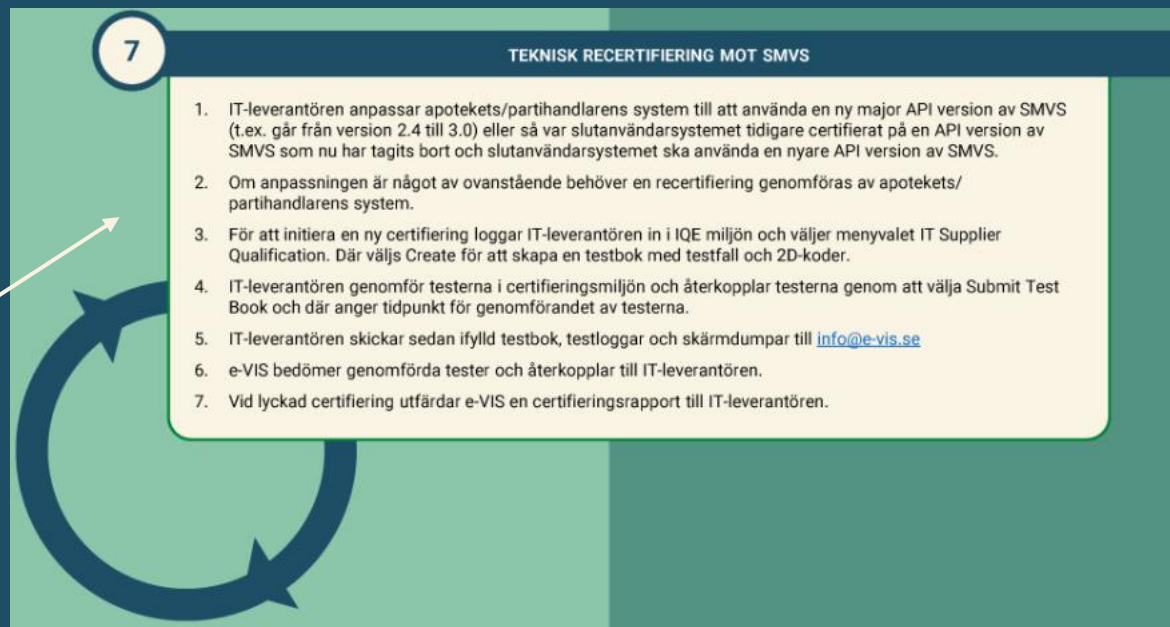 7
TEKNISK RECERTIFIERING MOT SMVS
1. IT-leverantören anpassar apotekets/partihandlarens system till att använda en ny major API version av SMVS
(t.ex. går från version 2.4 till 3.0) eller så var slutanvändarsystemet tidigare certifierat på en API version av
SMVS som nu har tagits bort och slutanvändarsystemet ska använda en nyare API version av SMVS.
2. Om anpassningen är något av ovanstående behöver en recertifiering genomföras av apotekets/
partihandlarens system.
3. För att initiera en ny certifiering loggar IT-leverantören in i IQE miljön och väljer menyvalet IT Supplier
Qualification. Där väljs Create för att skapa en testbok med testfall och 2D-koder.
4. IT-leverantören genomför testerna i certifieringsmiljön och återkopplar testerna genom att välja Submit Test
Book och där anger tidpunkt för genomförandet av testerna.
5. IT-leverantören skickar sedan ifylld testbok, testloggar och skärmdumpar till info@e-vis.se
6. e-VIS bedömer genomförda tester och återkopplar till IT-leverantören.
7. Vid lyckad certifiering utfärdar e-VIS en certifieringsrapport till IT-leverantören.